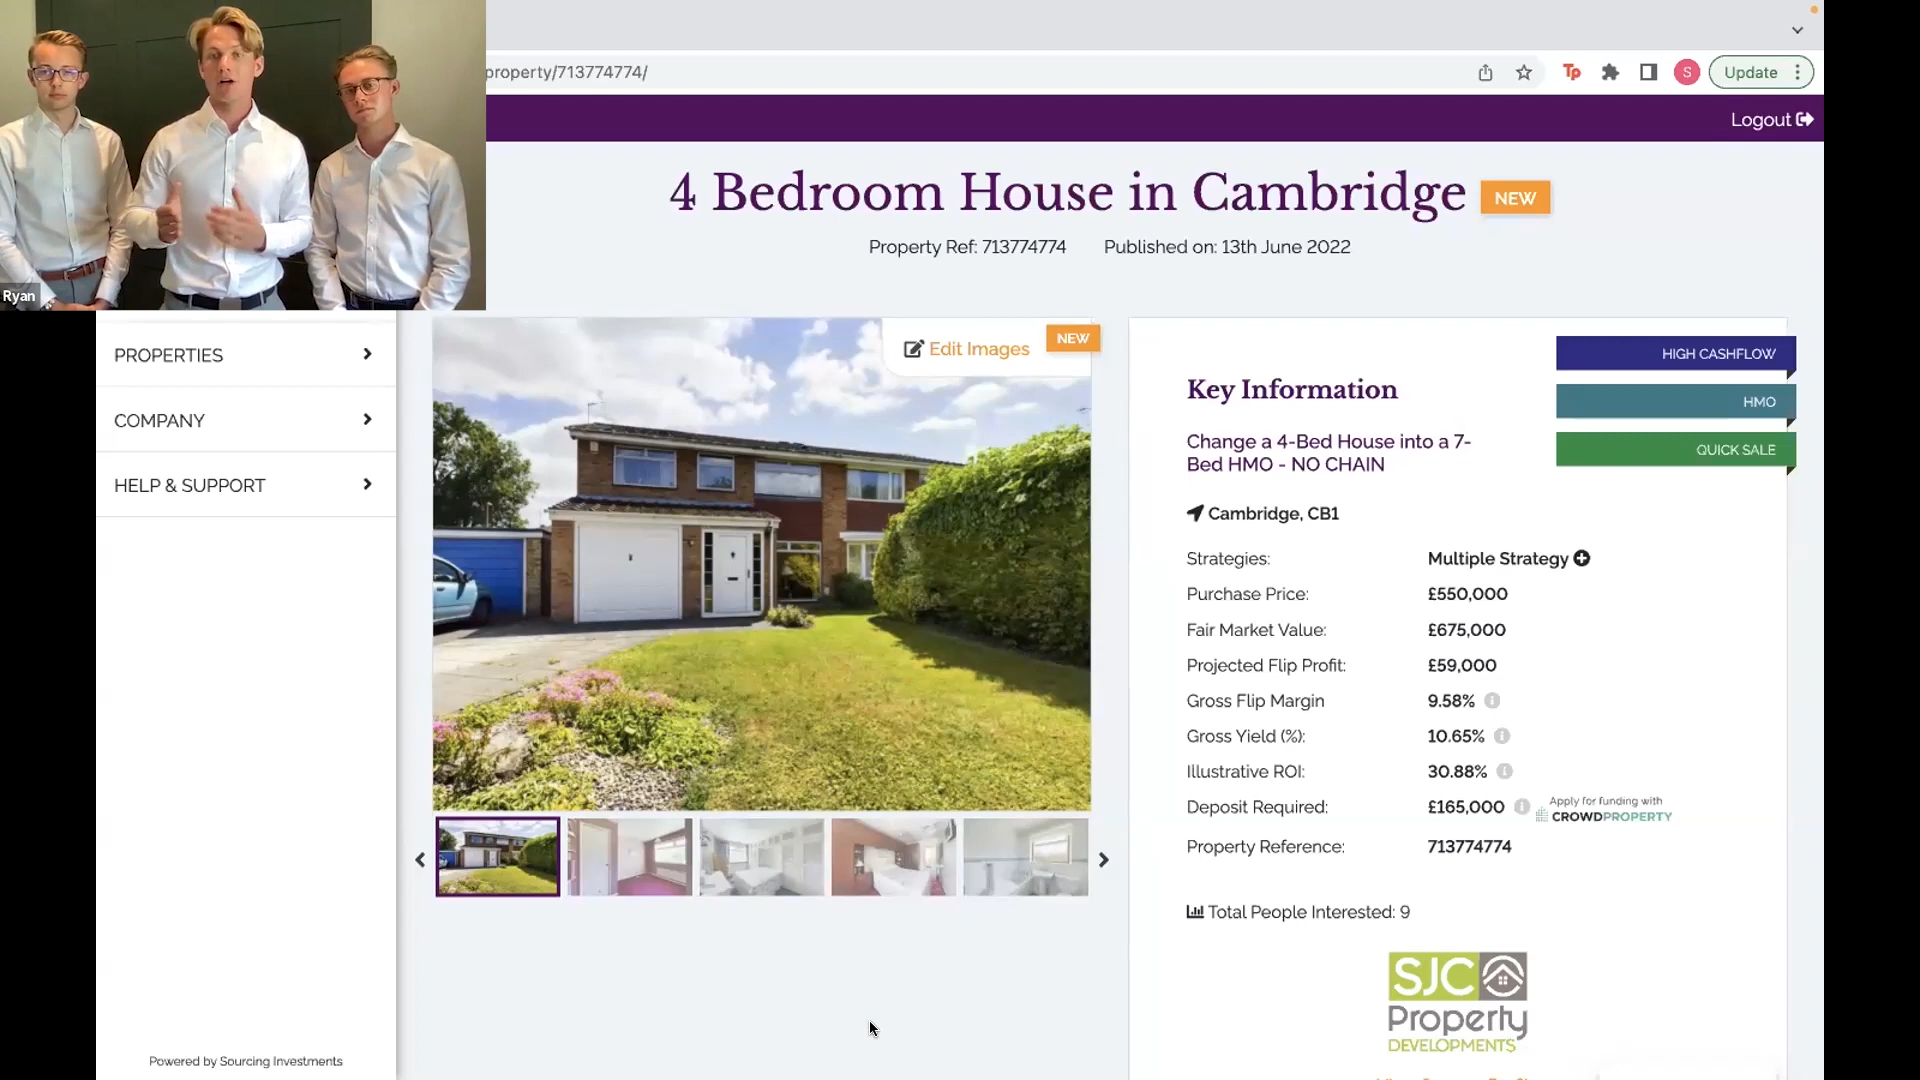 property/713774774/
Tp
S
Update
Logout
4 Bedroom House in Cambridge
NEW
Property Ref: 713774774
Published on: 13th June 2022
Ryan
PROPERTIES
COMPANY
HELP & SUPPORT
Powered by Sourcing Investments
Edit Images
NEW
HIGH CASHFLOW
HMO
QUICK SALE
Key Information
Change a 4-Bed House into a 7-
Bed HMO - NO CHAIN
Cambridge, CB1
Strategies: Multiple Strategy
Purchase Price: £550,000
Fair Market Value: £675,000
Projected Flip Profit: £59,000
Gross Flip Margin 9.58%
Gross Yield (%): 10.65%
Illustrative ROI: 30.88%
Deposit Required: £165,000
Apply for funding with
CROWDPROPERTY
Property Reference: 713774774
Total People Interested: 9
SJC
Property
DEVELOPMENTS